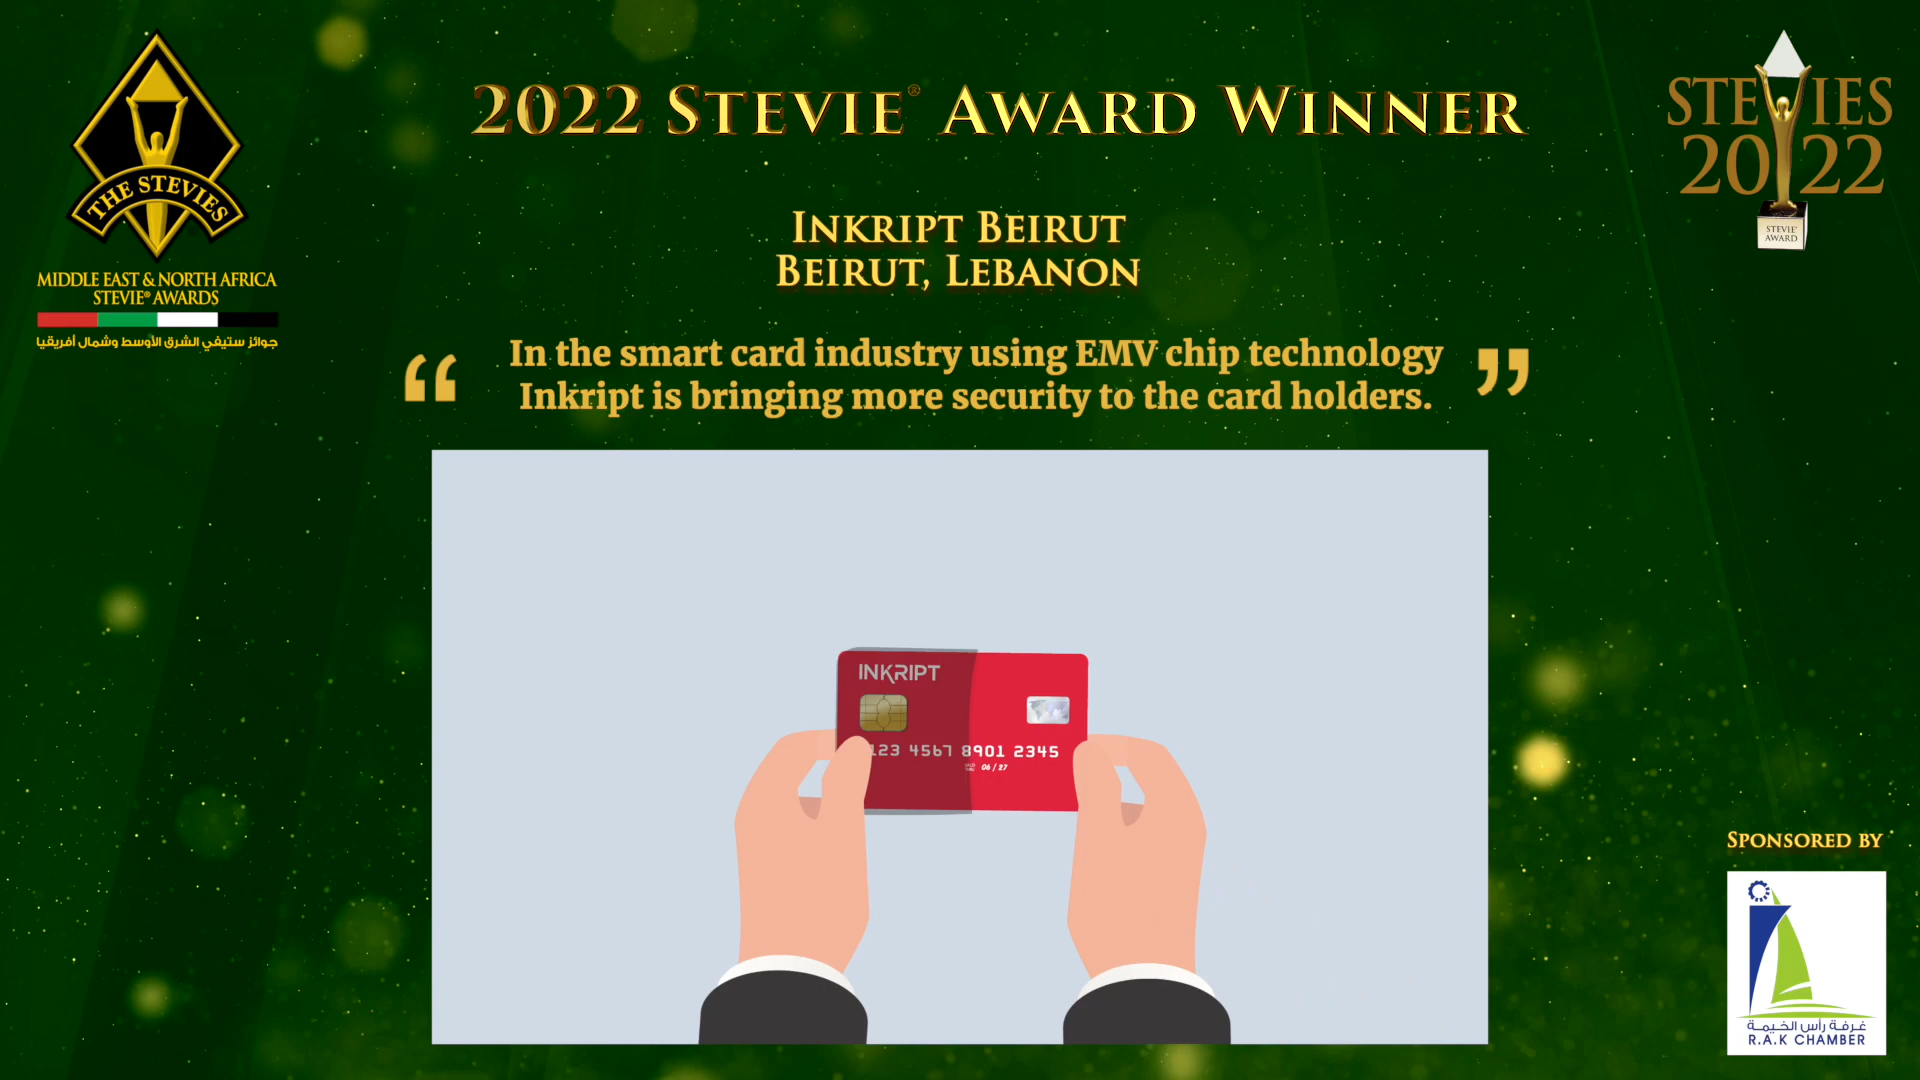 THE STEVIES
MIDDLE EAST & NORTH AFRICA
STEVIE® AWARDS
جوائز ستيفي الشرق الأوسط وشمال أفريقيا
2022 STEVIE® AWARD WINNER
STEVIES
2022
STEVIE®
AWARD
INKRIPT BEIRUT
BEIRUT, LEBANON
“ In the smart card industry using EMV chip technology
Inkript is bringing more security to the card holders. ”
INKRIPT
123 4567 8901 2345
06 / 27
SPONSORED BY
غرفة رأس الخيمة
R.A.K CHAMBER